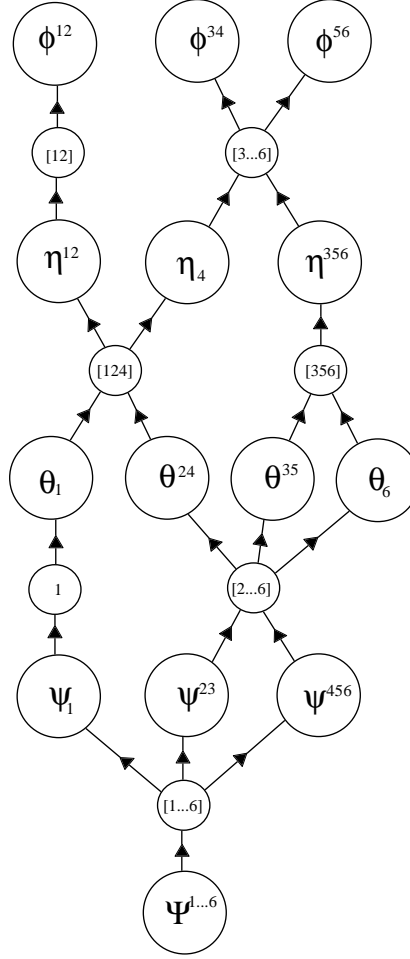 ϕ¹² ϕ³⁴ ϕ⁵⁶
[12] [3...6]
η¹² η₄ η³⁵⁶
[124] [356]
θ₁ θ²⁴ θ³⁵ θ₆
1 [2...6]
ψ₁ ψ²³ ψ⁴⁵⁶
[1...6]
Ψ¹···⁶